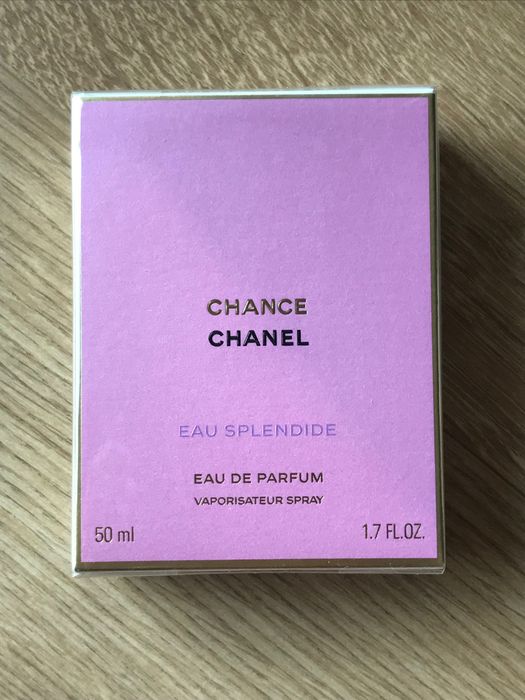 CHANCE
CHANEL
EAU SPLENDIDE
EAU DE PARFUM
VAPORISATEUR SPRAY
50 ml 1.7 FL.OZ.